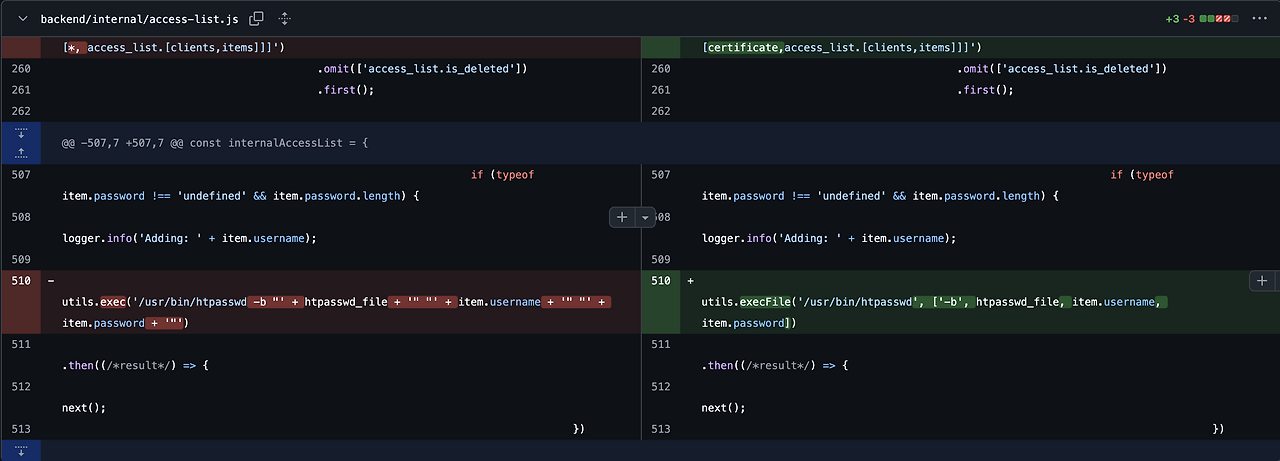 backend/internal/access-list.js +3 -3
[*, access_list.[clients,items]]]')
260 .omit(['access_list.is_deleted'])
261 .first();
262
@@ -507,7 +507,7 @@ const internalAccessList = {
507 if (typeof
item.password !== 'undefined' && item.password.length) {
508
logger.info('Adding: ' + item.username);
509
510 -
utils.exec('/usr/bin/htpasswd -b "' + htpasswd_file + '" "' + item.username + '" "' +
item.password + '"')
511
.then((/*result*/) => {
512
next();
513 })
[certificate,access_list.[clients,items]]]')
260 .omit(['access_list.is_deleted'])
261 .first();
262
507 if (typeof
item.password !== 'undefined' && item.password.length) {
508
logger.info('Adding: ' + item.username);
509
510 +
utils.execFile('/usr/bin/htpasswd', ['-b', htpasswd_file, item.username,
item.password])
511
.then((/*result*/) => {
512
next();
513 })